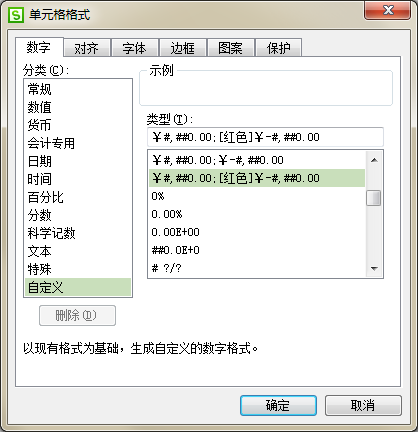 S 单元格格式
数字 对齐 字体 边框 图案 保护
分类(C):
常规
数值
货币
会计专用
日期
时间
百分比
分数
科学记数
文本
特殊
自定义
删除(D)
示例
类型(T):
￥#,##0.00;[红色]￥-#,##0.00
￥#,##0.00;￥-#,##0.00
￥#,##0.00;[红色]￥-#,##0.00
0%
0.00%
0.00E+00
##0.0E+0
# ?/?
以现有格式为基础，生成自定义的数字格式。
确定 取消